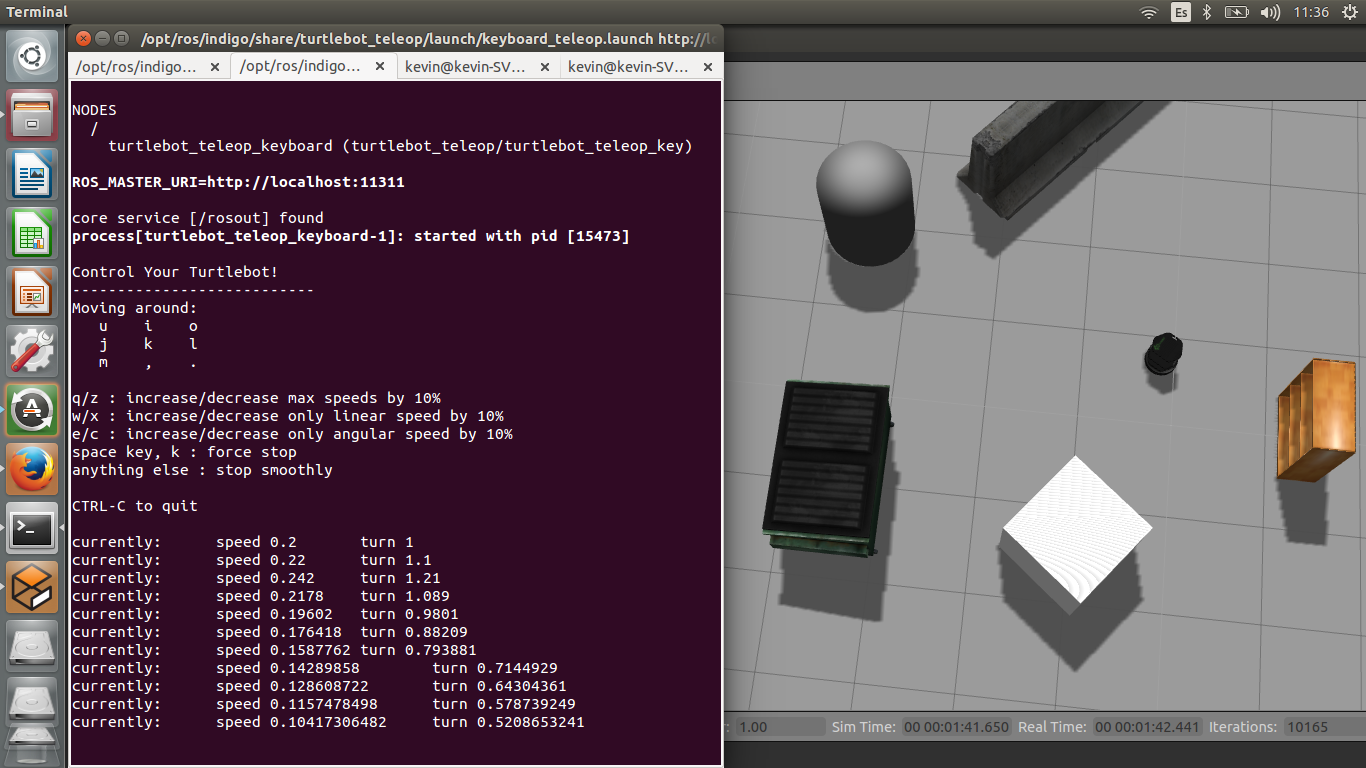 Terminal
Es
11:36
/opt/ros/indigo/share/turtlebot_teleop/launch/keyboard_teleop.launch http://l
/opt/ros/indigo... × /opt/ros/indigo... × kevin@kevin-SV... × kevin@kevin-SV... ×
NODES
/
turtlebot_teleop_keyboard (turtlebot_teleop/turtlebot_teleop_key)
ROS_MASTER_URI=http://localhost:11311
core service [/rosout] found
process[turtlebot_teleop_keyboard-1]: started with pid [15473]
Control Your Turtlebot!
---------------------------
Moving around:
u i o
j k l
m , .
q/z : increase/decrease max speeds by 10%
w/x : increase/decrease only linear speed by 10%
e/c : increase/decrease only angular speed by 10%
space key, k : force stop
anything else : stop smoothly
CTRL-C to quit
currently: speed 0.2 turn 1
currently: speed 0.22 turn 1.1
currently: speed 0.242 turn 1.21
currently: speed 0.2178 turn 1.089
currently: speed 0.19602 turn 0.9801
currently: speed 0.176418 turn 0.88209
currently: speed 0.1587762 turn 0.793881
currently: speed 0.14289858 turn 0.7144929
currently: speed 0.128608722 turn 0.64304361
currently: speed 0.1157478498 turn 0.578739249
currently: speed 0.10417306482 turn 0.5208653241
: 1.00 Sim Time: 00 00:01:41.650 Real Time: 00 00:01:42.441 Iterations: 10165